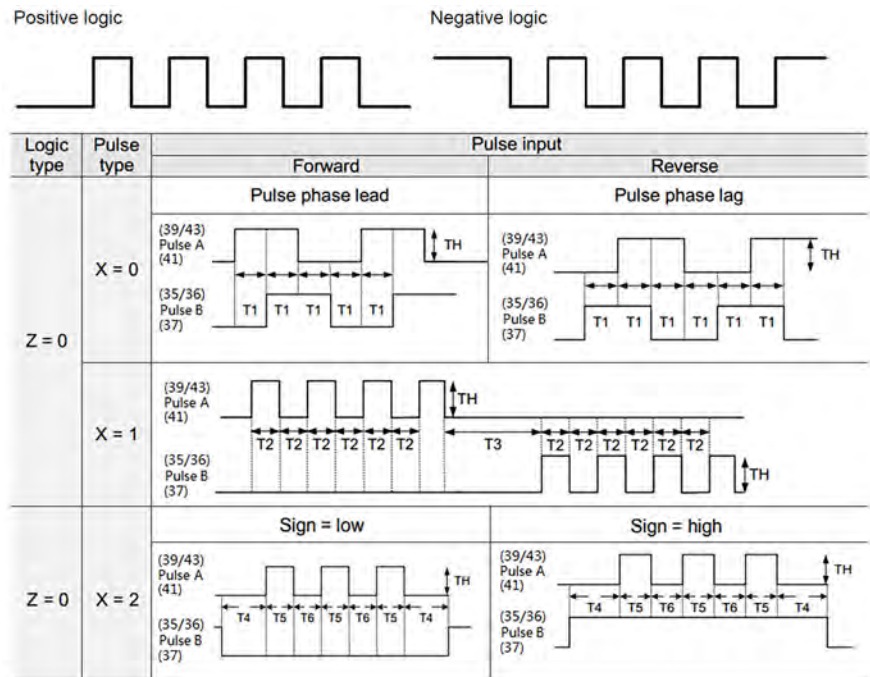 Positive logic
Negative logic
Logic type
Pulse type
Pulse input
Forward
Reverse
Z = 0
X = 0
Pulse phase lead
Pulse phase lag
(39/43)
Pulse A
(41)
TH
(35/36)
Pulse B
(37)
T1 T1 T1 T1 T1
(39/43)
Pulse A
(41)
TH
(35/36)
Pulse B
(37)
T1 T1 T1 T1 T1 T1
X = 1
(39/43)
Pulse A
(41)
TH
T2 T2 T2 T2 T2 T2 T3 T2 T2 T2 T2 T2 T2
(35/36)
Pulse B
(37)
TH
Z = 0
X = 2
Sign = low
Sign = high
(39/43)
Pulse A
(41)
TH
T4 T5 T6 T5 T6 T5 T4
(35/36)
Pulse B
(37)
(39/43)
Pulse A
(41)
TH
T4 T5 T6 T5 T6 T5 T4
(35/36)
Pulse B
(37)